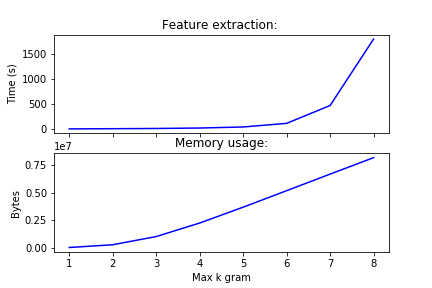 Feature extraction:
1500
1000
500
0
Time (s)
Memory usage:
1e7
0.75
0.50
0.25
0.00
Bytes
1 2 3 4 5 6 7 8
Max k gram